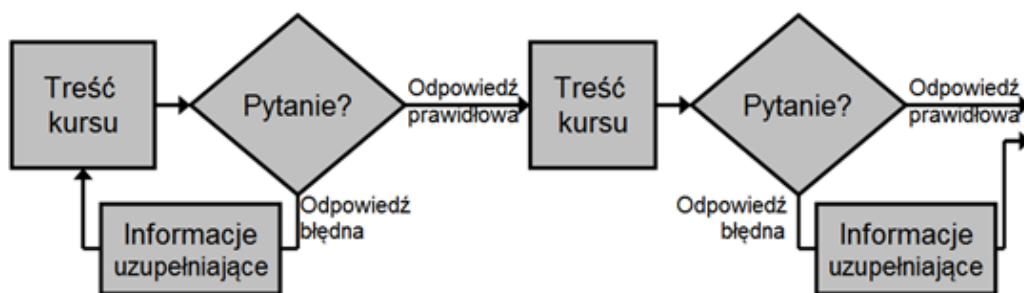 Treść
kursu
Pytanie?
Odpowiedź
prawidłowa
Odpowiedź
błędna
Informacje
uzupełniające
Treść
kursu
Pytanie?
Odpowiedź
prawidłowa
Odpowiedź
błędna
Informacje
uzupełniające